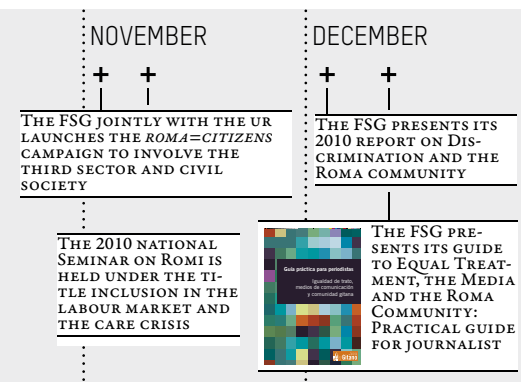 NOVEMBER
+ +
The FSG jointly with the UR
launches the roma=citizens
campaign to involve the
third sector and civil
society
The 2010 national
Seminar on Romi is
held under the ti-
tle inclusion in the
labour market and
the care crisis
DECEMBER
+ +
The FSG presents its
2010 report on Dis-
crimination and the
Roma community
Guía práctica para periodistas
Igualdad de trato,
medios de comunicación
y comunidad gitana
Gitano
The FSG pre-
sents its guide
to Equal Treat-
ment, the Media
and the Roma
Community:
Practical guide
for journalist